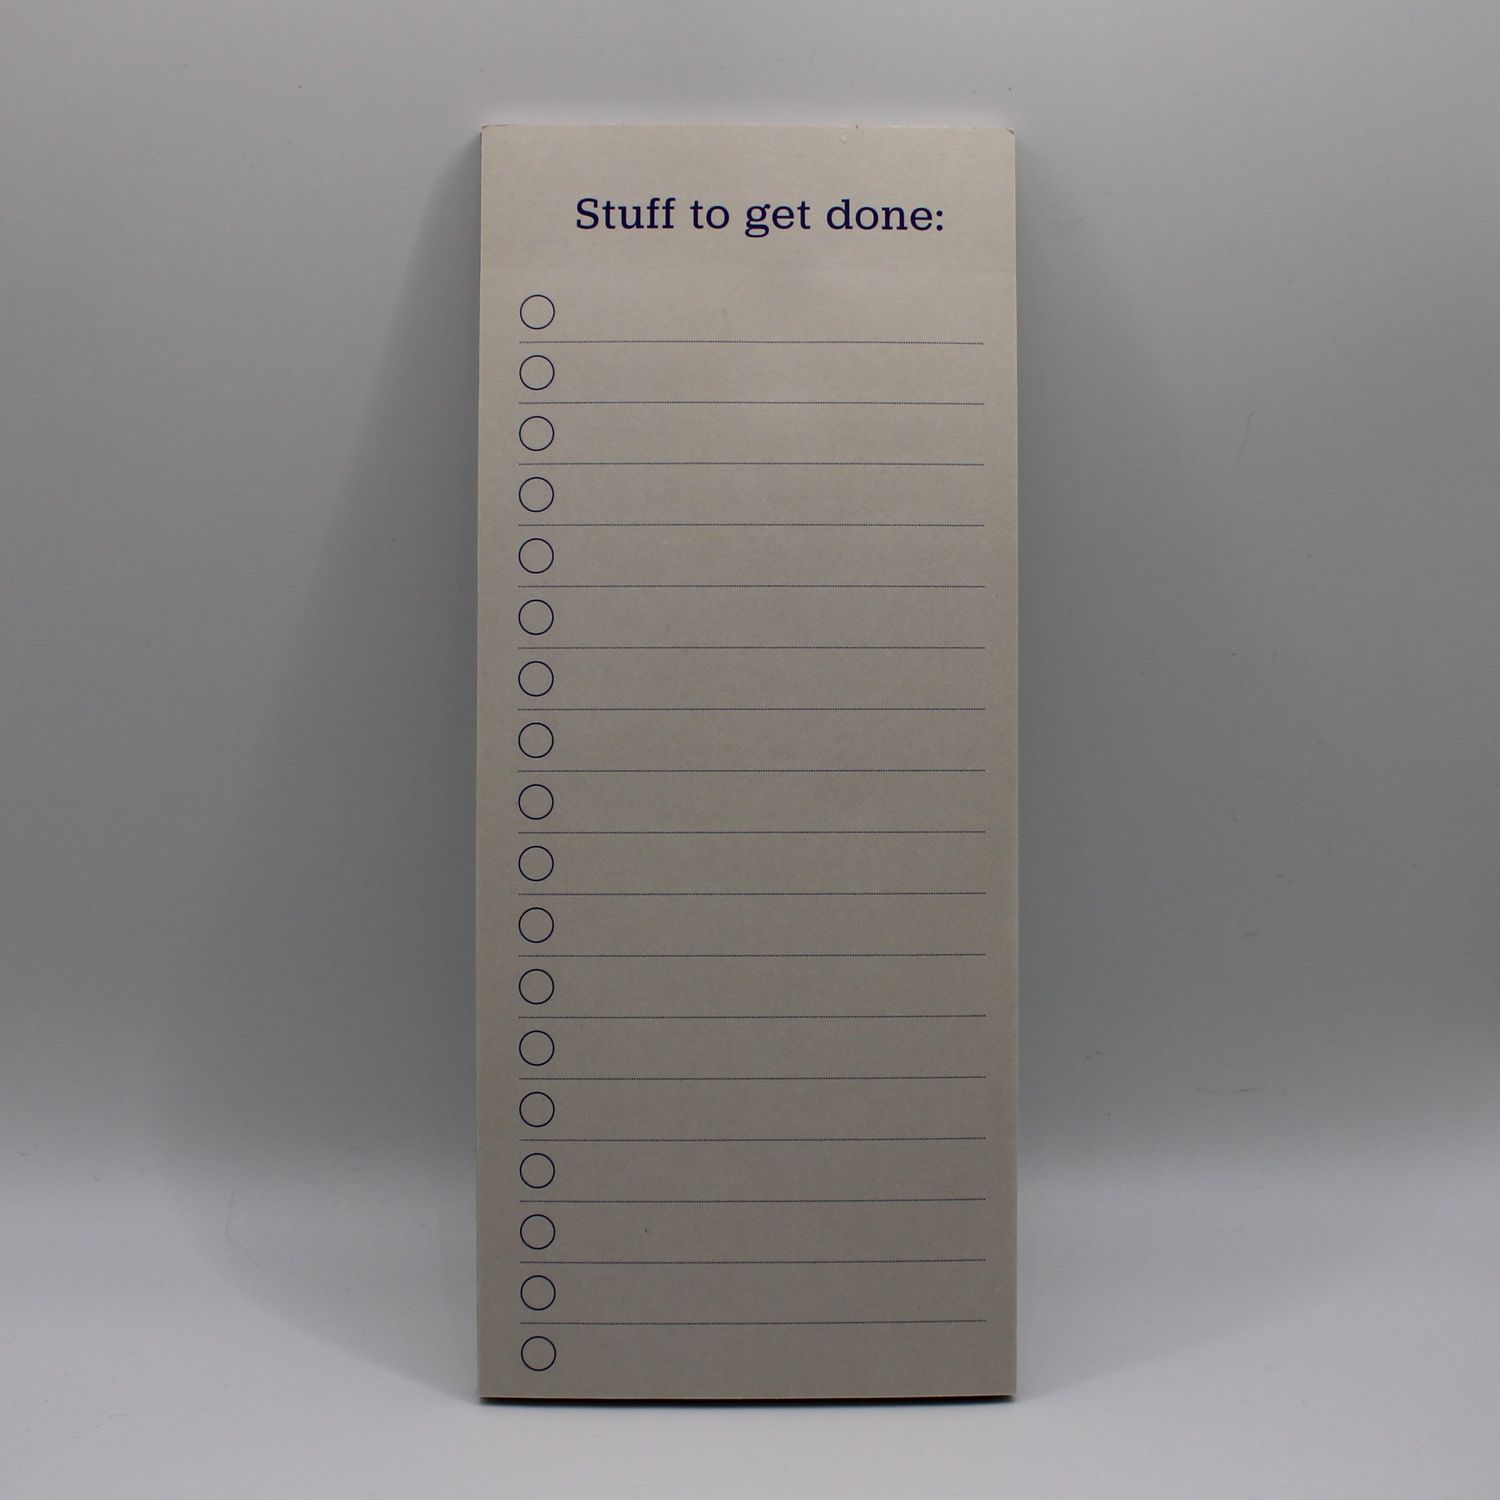 Stuff to get done: